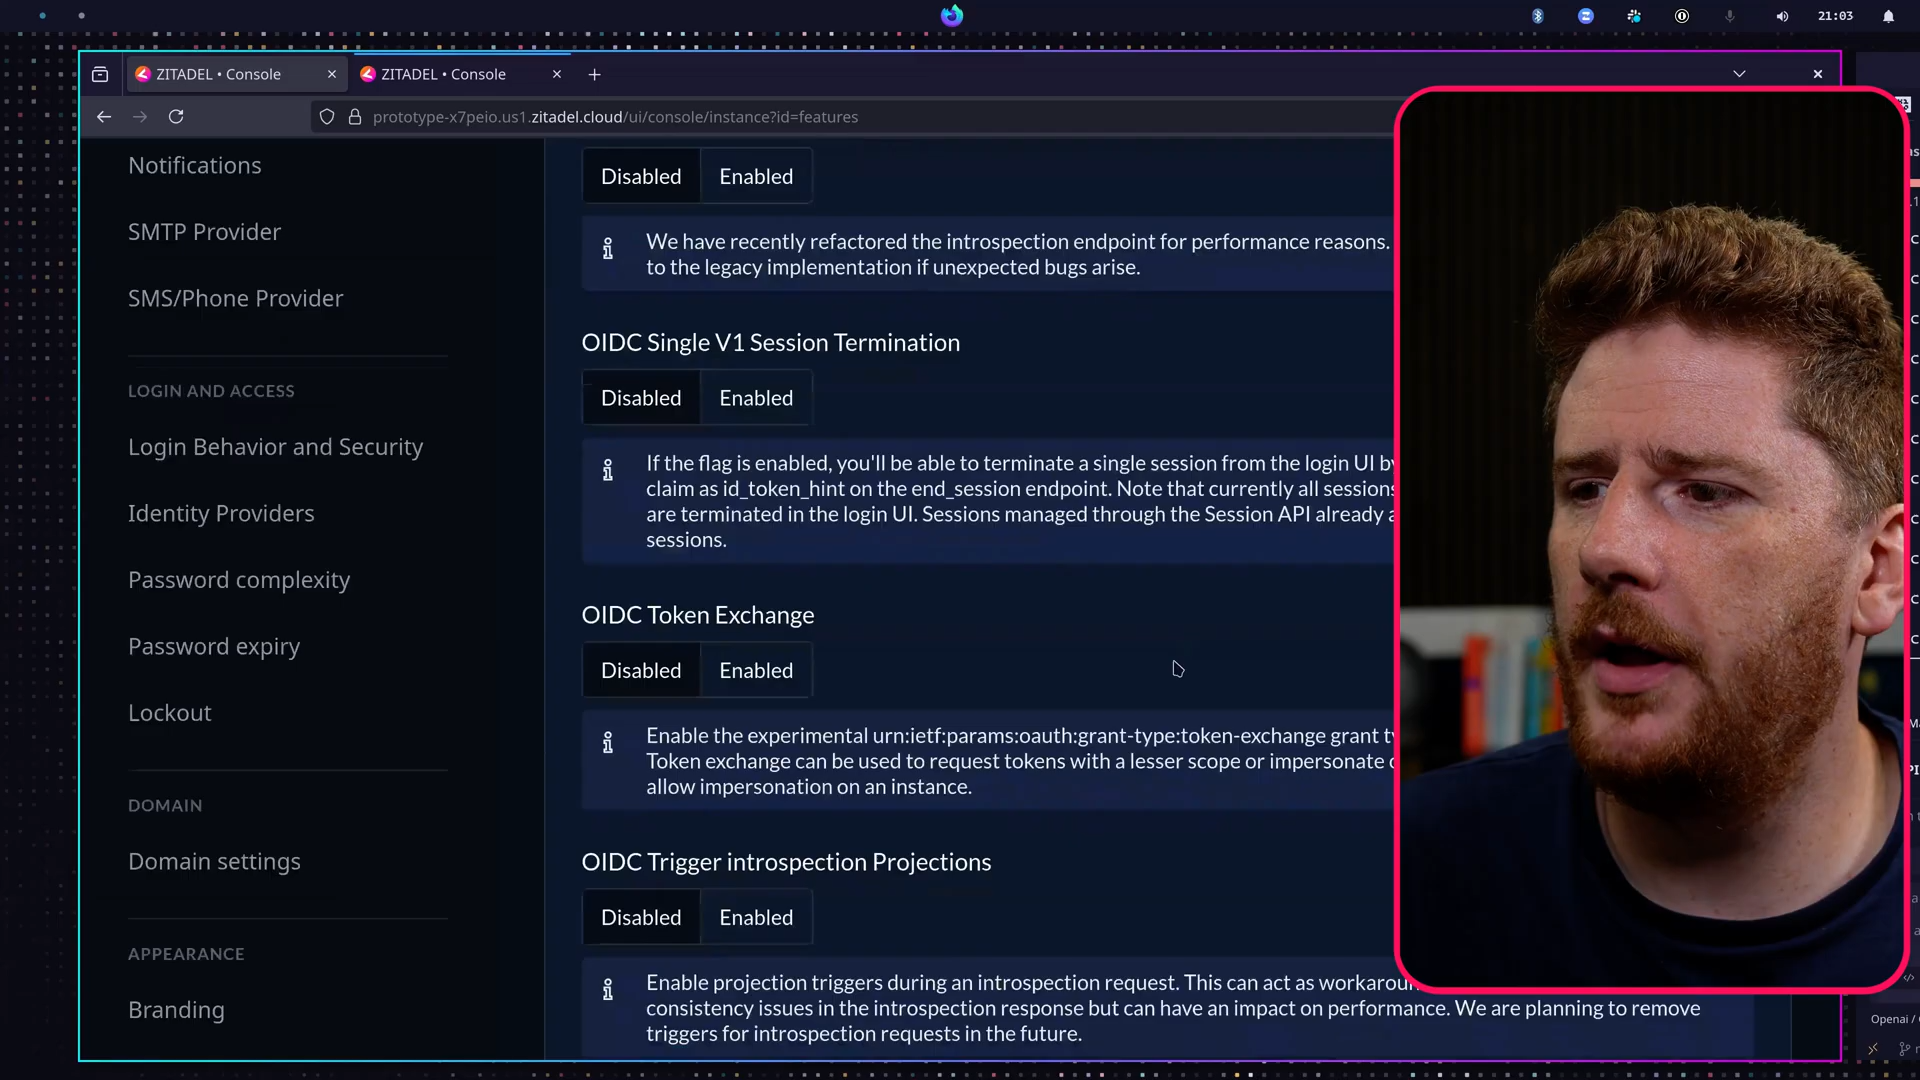 21:03
ZITADEL • Console
ZITADEL • Console
prototype-x7peio.us1.zitadel.cloud/ui/console/instance?id=features
Notifications
SMTP Provider
SMS/Phone Provider
LOGIN AND ACCESS
Login Behavior and Security
Identity Providers
Password complexity
Password expiry
Lockout
DOMAIN
Domain settings
APPEARANCE
Branding
Disabled
Enabled
We have recently refactored the introspection endpoint for performance reasons.
to the legacy implementation if unexpected bugs arise.
OIDC Single V1 Session Termination
Disabled
Enabled
If the flag is enabled, you'll be able to terminate a single session from the login UI
claim as id_token_hint on the end_session endpoint. Note that currently all sessions
are terminated in the login UI. Sessions managed through the Session API already
sessions.
OIDC Token Exchange
Disabled
Enabled
Enable the experimental urn:ietf:params:oauth:grant-type:token-exchange grant
Token exchange can be used to request tokens with a lesser scope or impersonate
allow impersonation on an instance.
OIDC Trigger introspection Projections
Disabled
Enabled
Enable projection triggers during an introspection request. This can act as
consistency issues in the introspection response but can have an impact on performance. We are planning to remove
triggers for introspection requests in the future.
Openai /